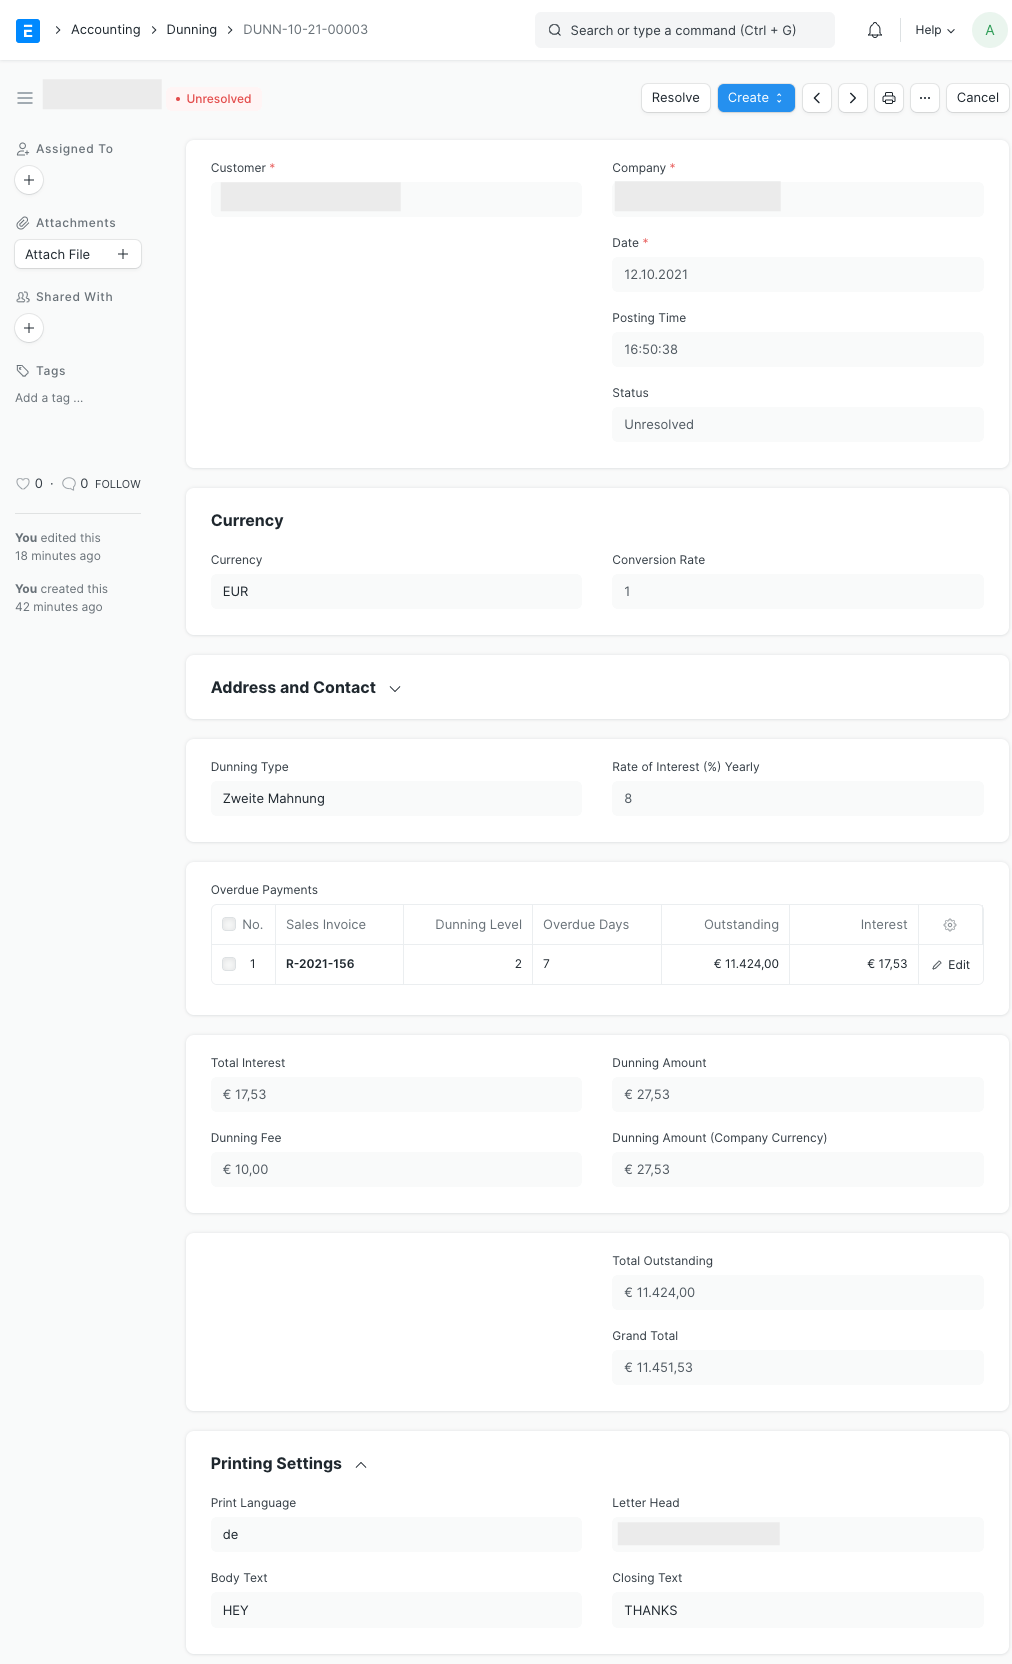 E > Accounting > Dunning > DUNN-10-21-00003 Search or type a command (Ctrl + G) Help A
Unresolved Resolve Create ... Cancel
Assigned To
Attachments
Attach File +
Shared With
Tags
Add a tag ...
0 · 0 FOLLOW
You edited this
18 minutes ago
You created this
42 minutes ago
Customer *
Company *
Date *
12.10.2021
Posting Time
16:50:38
Status
Unresolved
Currency
Currency Conversion Rate
EUR 1
Address and Contact
Dunning Type Rate of Interest (%) Yearly
Zweite Mahnung 8
Overdue Payments
No. Sales Invoice Dunning Level Overdue Days Outstanding Interest
1 R-2021-156 2 7 € 11.424,00 € 17,53 Edit
Total Interest Dunning Amount
€ 17,53 € 27,53
Dunning Fee Dunning Amount (Company Currency)
€ 10,00 € 27,53
Total Outstanding
€ 11.424,00
Grand Total
€ 11.451,53
Printing Settings
Print Language Letter Head
de
Body Text Closing Text
HEY THANKS